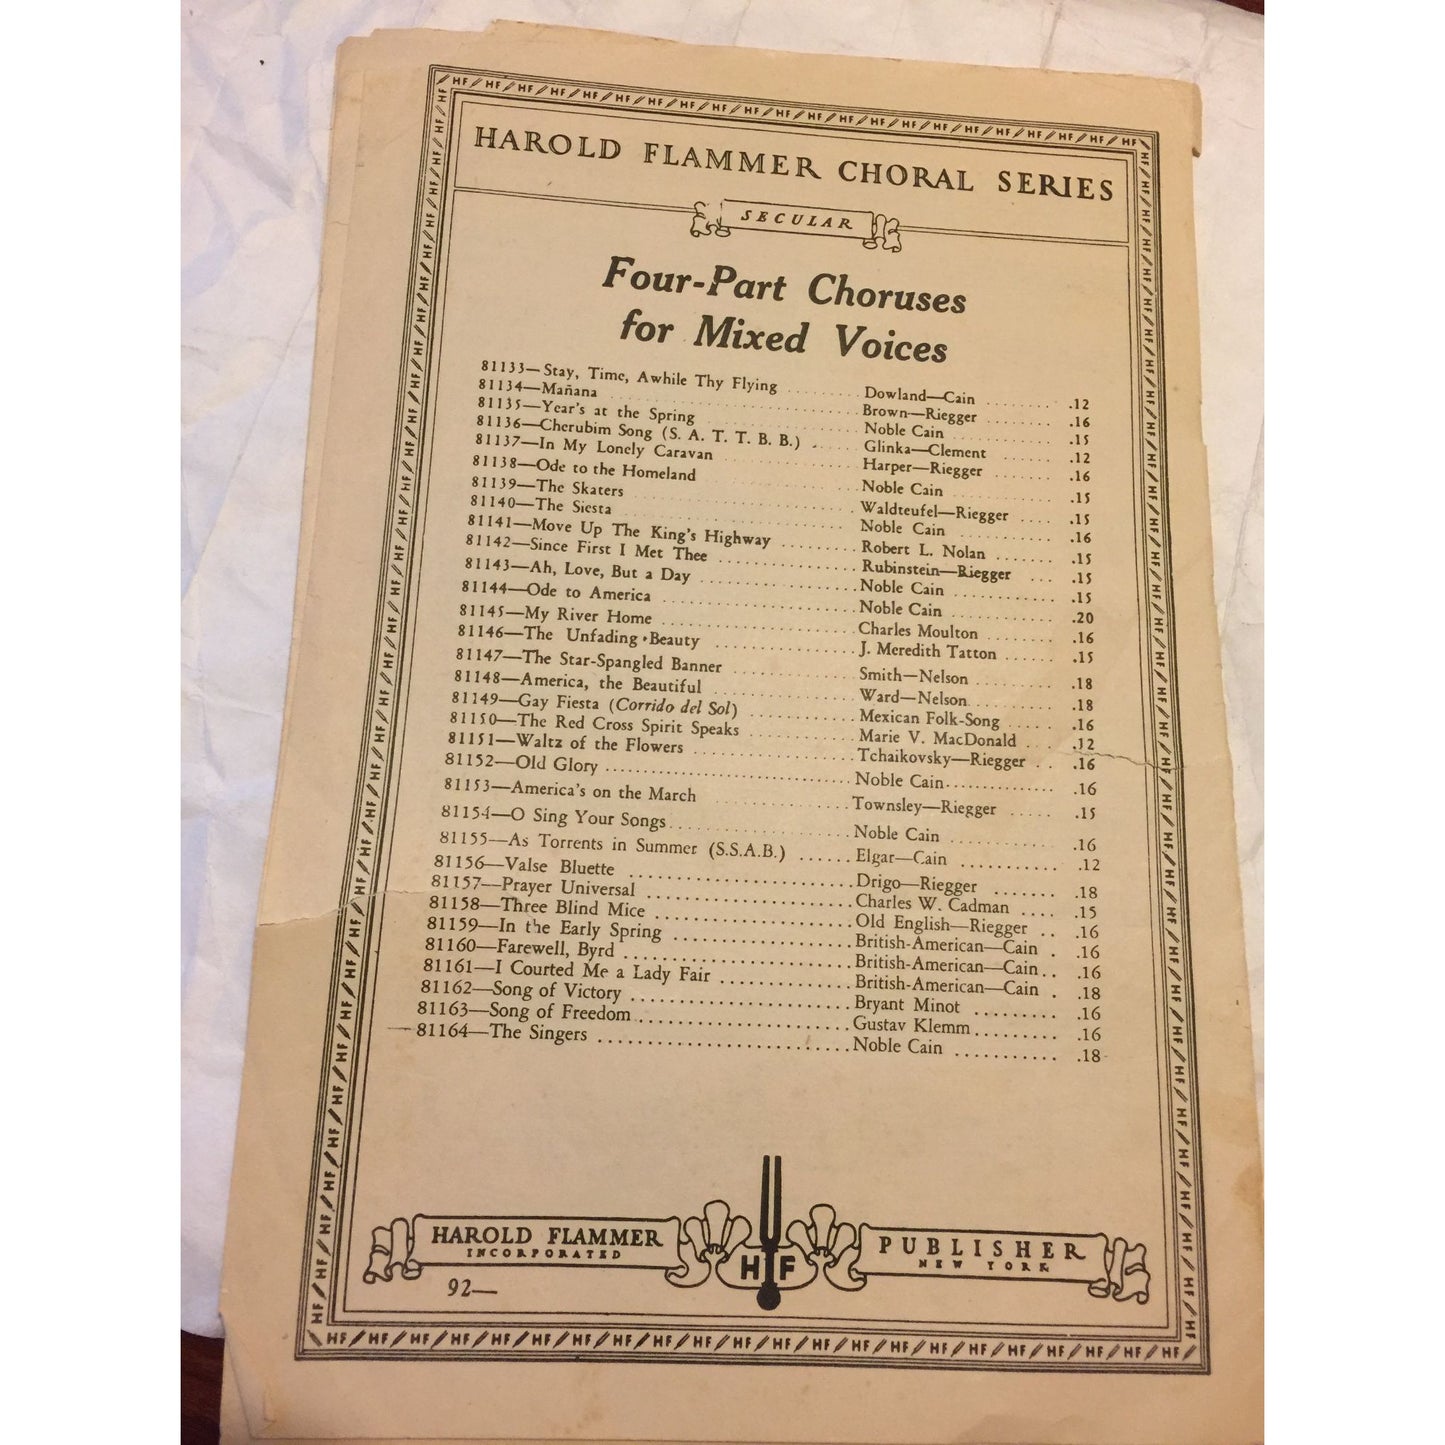 HAROLD FLAMMER CHORAL SERIES
SECULAR
Four-Part Choruses
for Mixed Voices
81133—Stay, Time, Awhile Thy Flying ........ Dowland—Cain ........ .12
81134—Mañana ........ Brown—Riegger ........ .16
81135—Year's at the Spring ........ Noble Cain ........ .15
81136—Cherubim Song (S. A. T. T. B. B.) ........ Glinka—Clement ........ .12
81137—In My Lonely Caravan ........ Harper—Riegger ........ .16
81138—Ode to the Homeland ........ Noble Cain ........ .15
81139—The Skaters ........ Waldteufel—Riegger .... .15
81140—The Siesta ........ Noble Cain ........ .16
81141—Move Up The King's Highway ........ Robert L. Nolan ...... .15
81142—Since First I Met Thee ........ Rubinstein—Riegger ... .15
81143—Ah, Love, But a Day ........ Noble Cain ........ .15
81144—Ode to America ........ Noble Cain ........ .20
81145—My River Home ........ Charles Moulton ....... .16
81146—The Unfading Beauty ........ J. Meredith Tatton ...... .15
81147—The Star-Spangled Banner ........ Smith—Nelson ........ .18
81148—America, the Beautiful ........ Ward—Nelson ........ .18
81149—Gay Fiesta (Corrido del Sol) ........ Mexican Folk-Song ..... .16
81150—The Red Cross Spirit Speaks ........ Marie V. MacDonald ... .12
81151—Waltz of the Flowers ........ Tchaikovsky—Riegger .. .16
81152—Old Glory ........ Noble Cain ........ .16
81153—America's on the March ........ Townsley—Riegger ..... .15
81154—O Sing Your Songs ........ Noble Cain ........ .16
81155—As Torrents in Summer (S.S.A.B.) ...... Elgar—Cain ........ .12
81156—Valse Bluette ........ Drigo—Riegger ....... .18
81157—Prayer Universal ........ Charles W. Cadman .... .15
81158—Three Blind Mice ........ Old English—Riegger .. .16
81159—In the Early Spring ........ British-American—Cain . .16
81160—Farewell, Byrd ........ British-American—Cain .. .16
81161—I Courted Me a Lady Fair ........ British-American—Cain . .18
81162—Song of Victory ........ Bryant Minot ........ .16
81163—Song of Freedom ........ Gustav Klemm ........ .16
81164—The Singers ........ Noble Cain ........ .18
HAROLD FLAMMER
INCORPORATED
HF
PUBLISHER
NEW YORK
92—